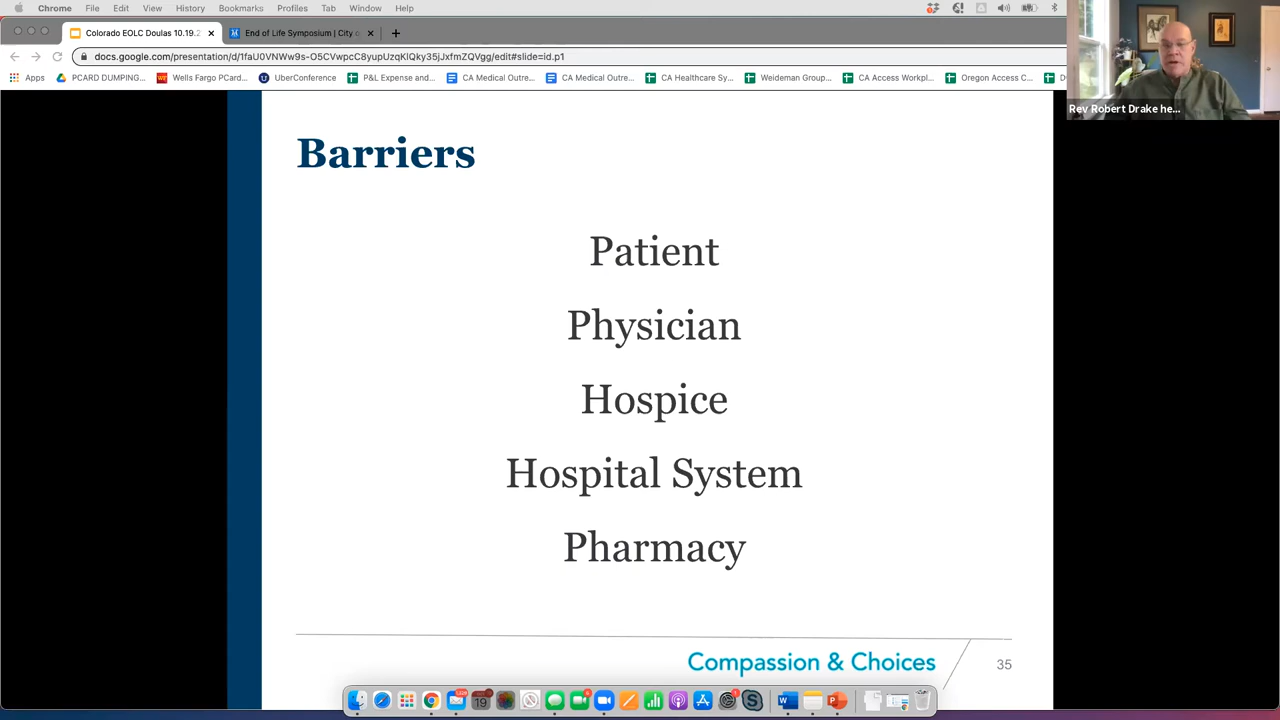 Chrome File Edit View History Bookmarks Profiles Tab Window Help
Colorado EOLC Doulas 10.19.2
End of Life Symposium | City o
docs.google.com/presentation/d/1faU0VNWw9s-O5CVwpcC8yupUzqKlQky35jJxfmZQVgg/edit#slide=id.p1
Apps PCARD DUMPING... Wells Fargo PCard... UberConference P&L Expense and... CA Medical Outre... CA Medical Outre... CA Healthcare Sy... Weideman Group... CA Access Workpl... Oregon Access C...
Rev Robert Drake he...
Barriers
Patient
Physician
Hospice
Hospital System
Pharmacy
Compassion & Choices
35
19